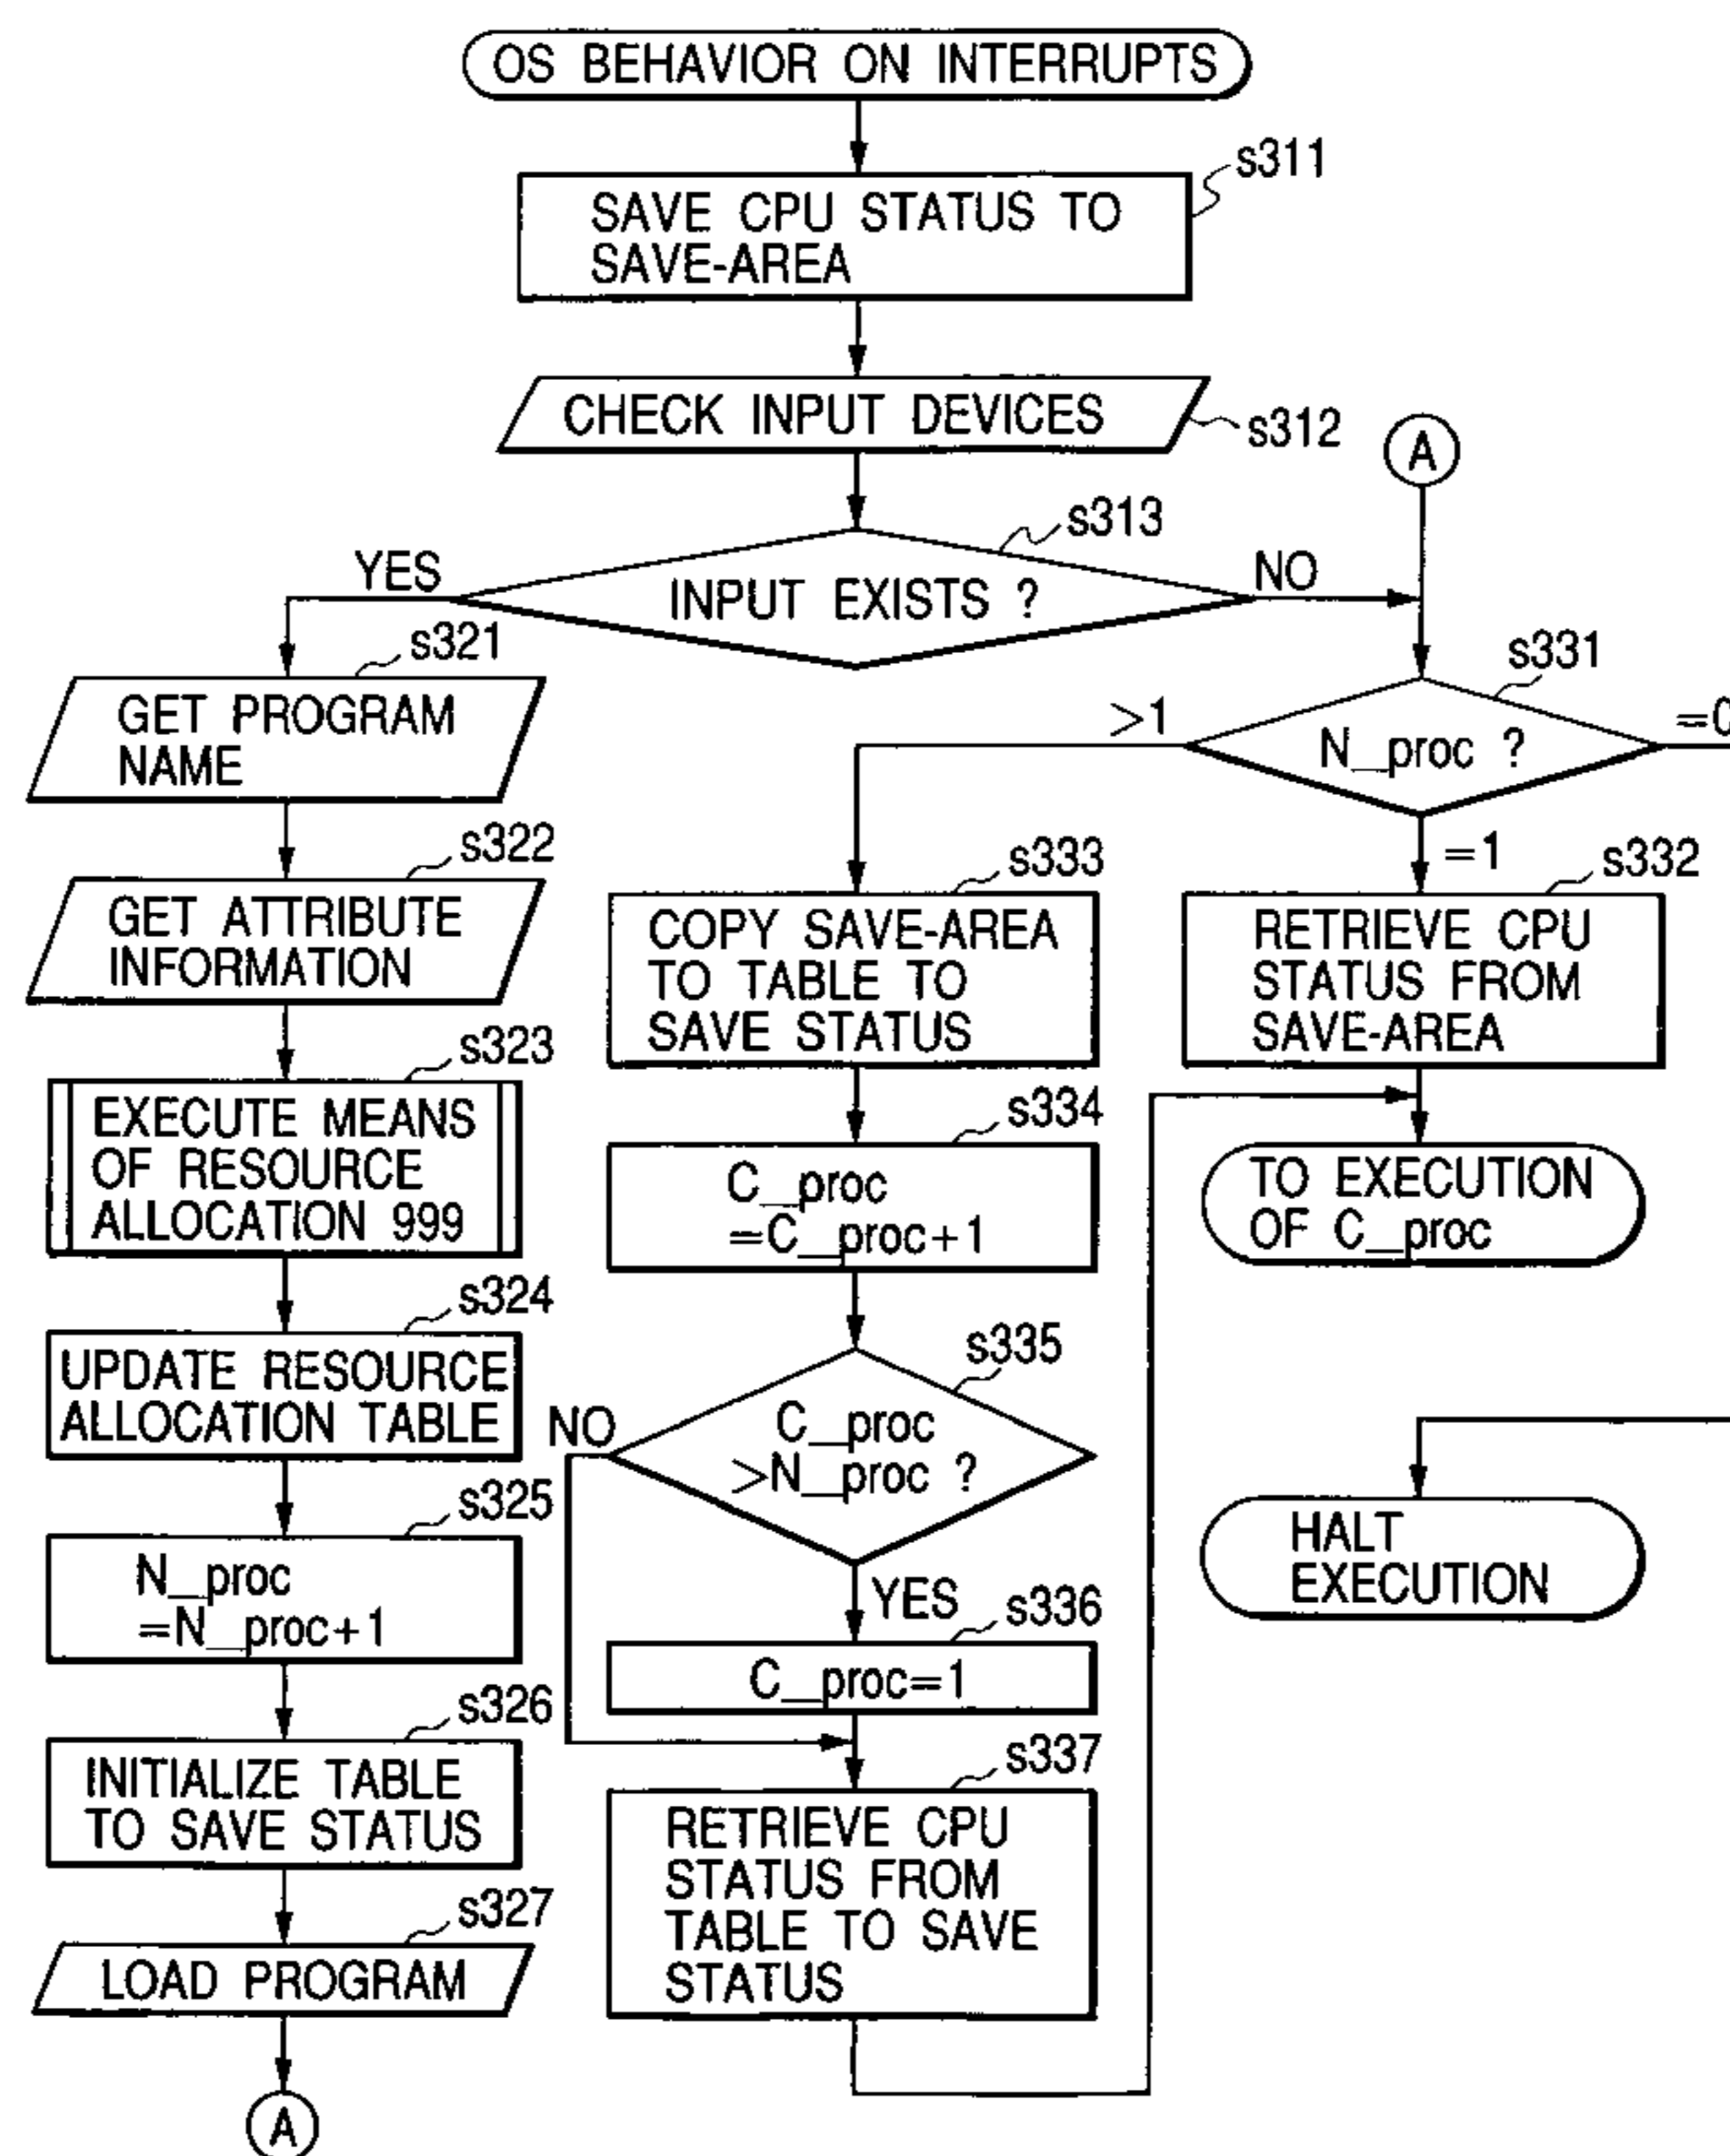 OS BEHAVIOR ON INTERRUPTS
s311
SAVE CPU STATUS TO
SAVE-AREA
CHECK INPUT DEVICES
s312
A
s313
YES
INPUT EXISTS ?
NO
s321
GET PROGRAM
NAME
s331
>1
N_proc ?
=0
=1
s322
GET ATTRIBUTE
INFORMATION
s333
COPY SAVE-AREA
TO TABLE TO
SAVE STATUS
s332
RETRIEVE CPU
STATUS FROM
SAVE-AREA
s323
EXECUTE MEANS
OF RESOURCE
ALLOCATION 999
s334
C_proc
=C_proc+1
TO EXECUTION
OF C_proc
s324
UPDATE RESOURCE
ALLOCATION TABLE
s335
NO
C_proc
>N_proc ?
YES
s325
N_proc
=N_proc+1
HALT
EXECUTION
s336
C_proc=1
s326
INITIALIZE TABLE
TO SAVE STATUS
s337
RETRIEVE CPU
STATUS FROM
TABLE TO SAVE
STATUS
s327
LOAD PROGRAM
A